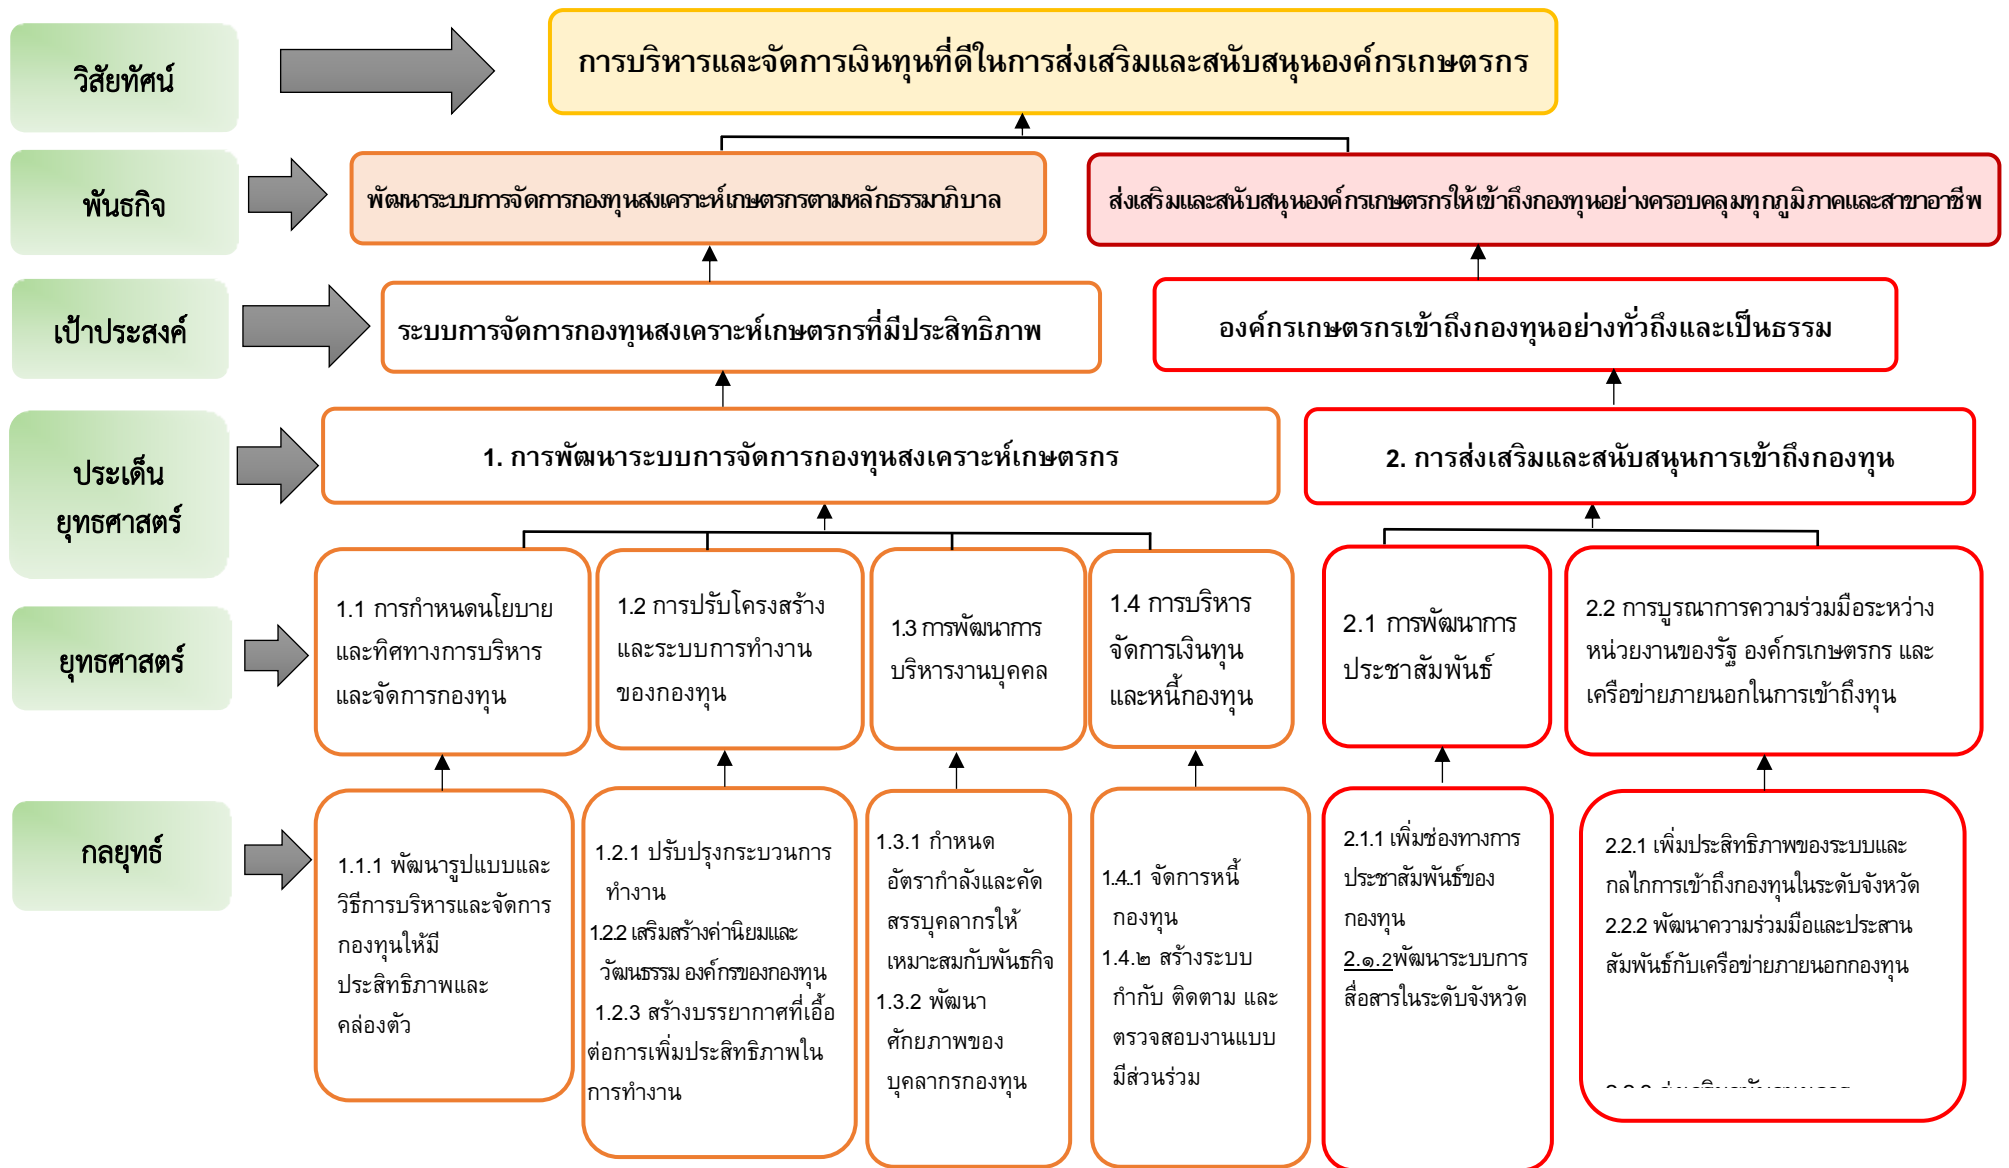 วิสัยทัศน์
การบริหารและจัดการเงินทุนที่ดีในการส่งเสริมและสนับสนุนองค์กรเกษตรกร
พันธกิจ
พัฒนาระบบการจัดการกองทุนสงเคราะห์เกษตรกรตามหลักธรรมาภิบาล
ส่งเสริมและสนับสนุนองค์กรเกษตรกรให้เข้าถึงกองทุนอย่างครอบคลุมทุกภูมิภาคและสาขาอาชีพ
เป้าประสงค์
ระบบการจัดการกองทุนสงเคราะห์เกษตรกรที่มีประสิทธิภาพ
องค์กรเกษตรกรเข้าถึงกองทุนอย่างทั่วถึงและเป็นธรรม
ประเด็น
ยุทธศาสตร์
1. การพัฒนาระบบการจัดการกองทุนสงเคราะห์เกษตรกร
2. การส่งเสริมและสนับสนุนการเข้าถึงกองทุน
ยุทธศาสตร์
1.1 การกำหนดนโยบาย
และทิศทางการบริหาร
และจัดการกองทุน
1.2 การปรับโครงสร้าง
และระบบการทำงาน
ของกองทุน
1.3 การพัฒนาการ
บริหารงานบุคคล
1.4 การบริหาร
จัดการเงินทุน
และหนี้กองทุน
2.1 การพัฒนาการ
ประชาสัมพันธ์
2.2 การบูรณาการความร่วมมือระหว่าง
หน่วยงานของรัฐ องค์กรเกษตรกร และ
เครือข่ายภายนอกในการเข้าถึงทุน
กลยุทธ์
1.1.1 พัฒนารูปแบบและ
วิธีการบริหารและจัดการ
กองทุนให้มี
ประสิทธิภาพและ
คล่องตัว
1.2.1 ปรับปรุงกระบวนการ
ทำงาน
1.2.2 เสริมสร้างค่านิยมและ
วัฒนธรรม องค์กรของกองทุน
1.2.3 สร้างบรรยากาศที่เอื้อ
ต่อการเพิ่มประสิทธิภาพใน
การทำงาน
1.3.1 กำหนด
อัตรากำลังและคัด
สรรบุคลากรให้
เหมาะสมกับพันธกิจ
1.3.2 พัฒนา
ศักยภาพของ
บุคลากรกองทุน
1.4.1 จัดการหนี้
กองทุน
1.4.๒ สร้างระบบ
กำกับ ติดตาม และ
ตรวจสอบงานแบบ
มีส่วนร่วม
2.1.1 เพิ่มช่องทางการ
ประชาสัมพันธ์ของ
กองทุน
2.๑.2พัฒนาระบบการ
สื่อสารในระดับจังหวัด
2.2.1 เพิ่มประสิทธิภาพของระบบและ
กลไกการเข้าถึงกองทุนในระดับจังหวัด
2.2.2 พัฒนาความร่วมมือและประสาน
สัมพันธ์กับเครือข่ายภายนอกกองทุน